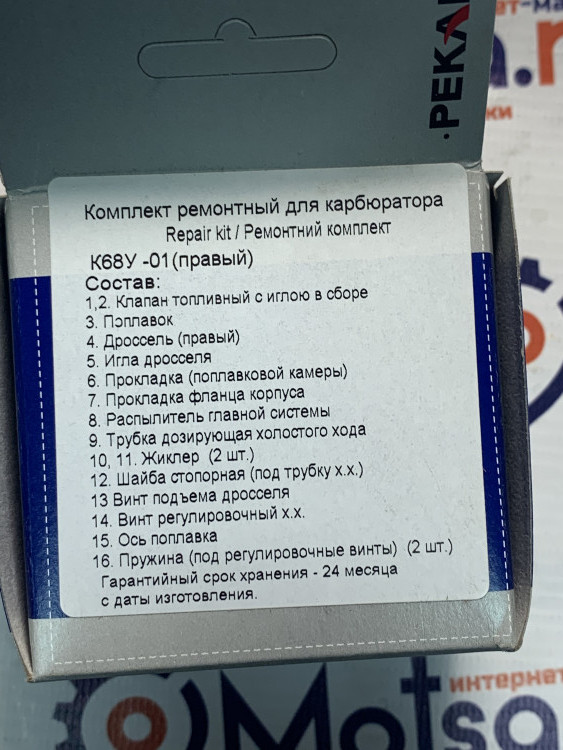 ·РЕКА
Комплект ремонтный для карбюратора
Repair kit / Ремонтний комплект
К68У -01(правый)
Состав:
1,2. Клапан топливный с иглою в сборе
3. Поплавок
4. Дроссель (правый)
5. Игла дросселя
6. Прокладка (поплавковой камеры)
7. Прокладка фланца корпуса
8. Распылитель главной системы
9. Трубка дозирующая холостого хода
10, 11. Жиклер (2 шт.)
12. Шайба стопорная (под трубку х.х.)
13 Винт подъема дросселя
14. Винт регулировочный х.х.
15. Ось поплавка
16. Пружина (под регулировочные винты) (2 шт.)
Гарантийный срок хранения - 24 месяца
с даты изготовления.
интернет
Motsa